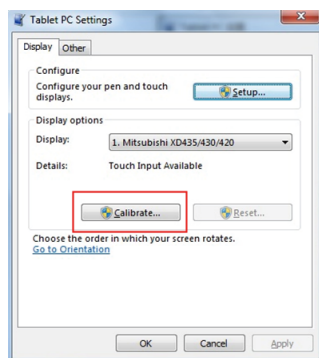 Tablet PC Settings
Display
Other
Configure
Configure your pen and touch
displays.
Setup...
Display options
Display:
1. Mitsubishi XD435/430/420
Details:
Touch Input Available
Calibrate...
Reset...
Choose the order in which your screen rotates.
Go to Orientation
OK
Cancel
Apply